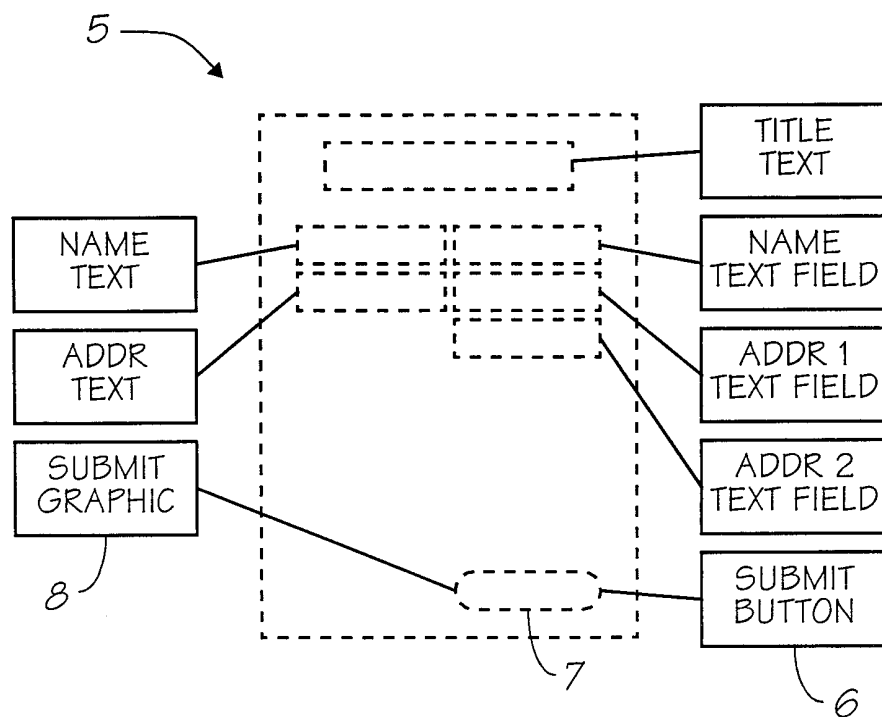 5
TITLE
TEXT
NAME
TEXT
NAME
TEXT FIELD
ADDR
TEXT
ADDR 1
TEXT FIELD
SUBMIT
GRAPHIC
ADDR 2
TEXT FIELD
8
SUBMIT
BUTTON
7
6